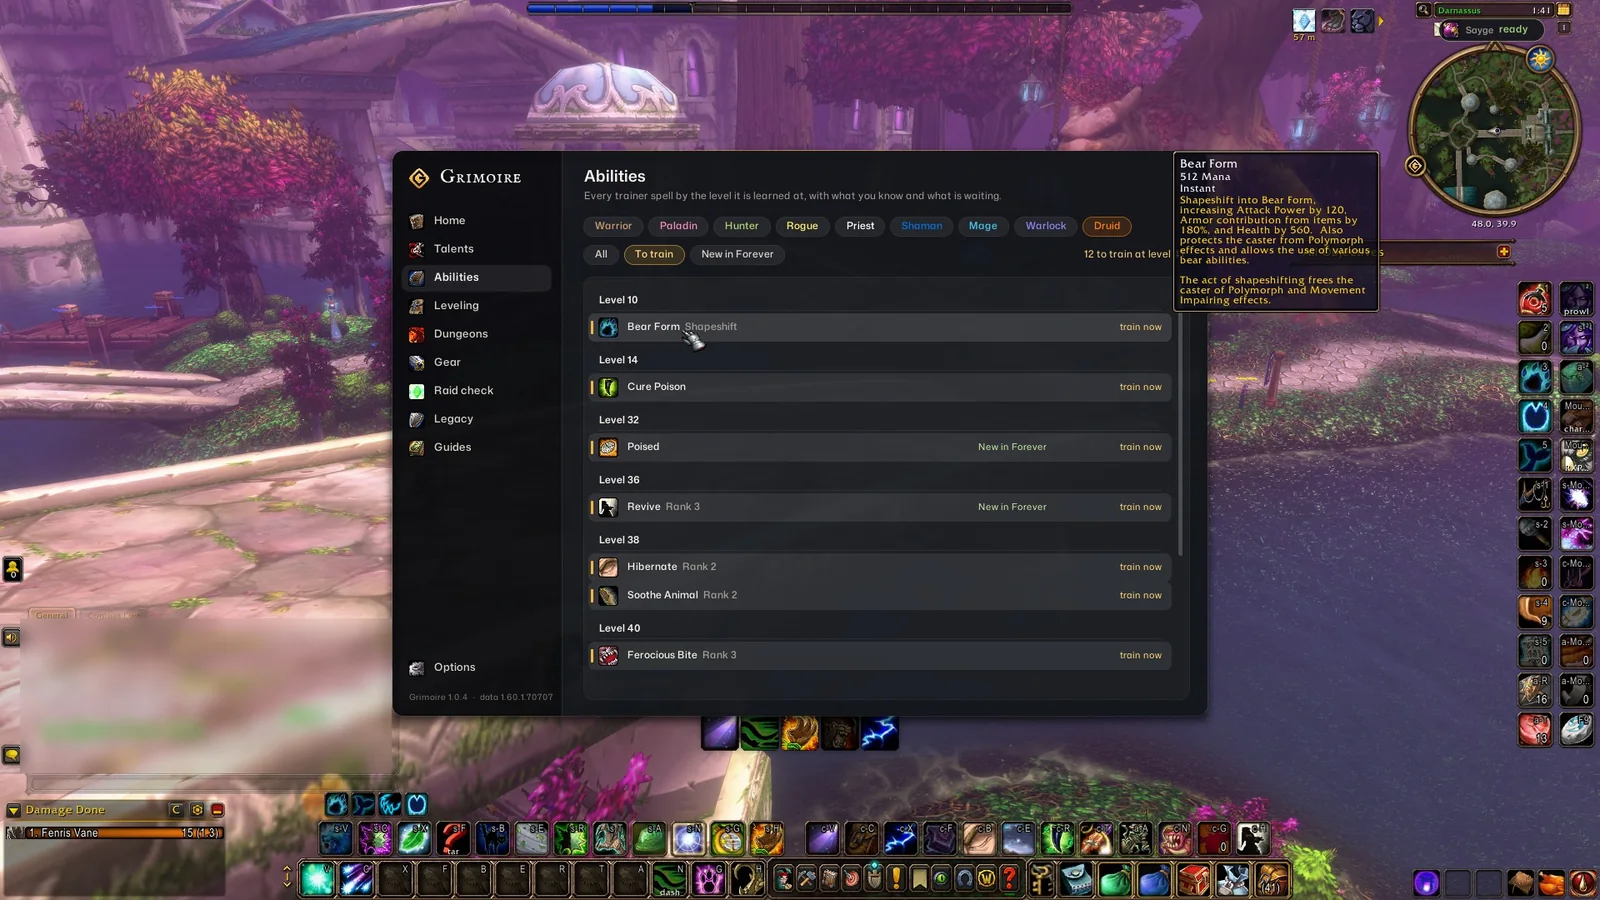 Darnassus 1:41
57 m
Sayge ready
48.0, 39.9
GRIMOIRE
Home
Talents
Abilities
Leveling
Dungeons
Gear
Raid check
Legacy
Guides
Options
Grimoire 1.0.4 · data 1.60.1.70707
Abilities
Every trainer spell by the level it is learned at, with what you know and what is waiting.
Warrior Paladin Hunter Rogue Priest Shaman Mage Warlock Druid
All To train New in Forever 12 to train at level
Level 10
Bear Form Shapeshift train now
Level 14
Cure Poison train now
Level 32
Poised New in Forever train now
Level 36
Revive Rank 3 New in Forever train now
Level 38
Hibernate Rank 2 train now
Soothe Animal Rank 2 train now
Level 40
Ferocious Bite Rank 3 train now
Bear Form
512 Mana
Instant
Shapeshift into Bear Form,
increasing Attack Power by 120,
Armor contribution from items by
180%, and Health by 560. Also
protects the caster from Polymorph
effects and allows the use of various
bear abilities.
The act of shapeshifting frees the
caster of Polymorph and Movement
Impairing effects.
prowl
General
Damage Done
1. Fenris Vane 15 (1.3)
tar
dash
(41)